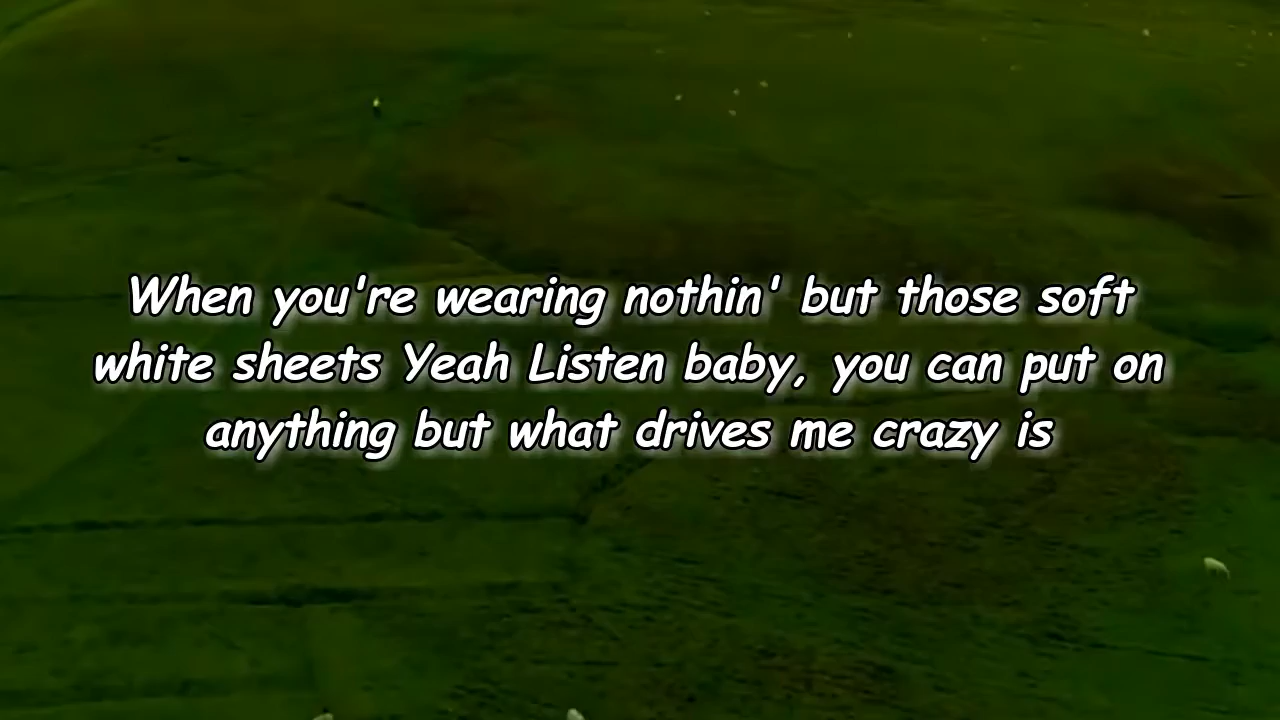 When you're wearing nothin' but those soft
white sheets Yeah Listen baby, you can put on
anything but what drives me crazy is